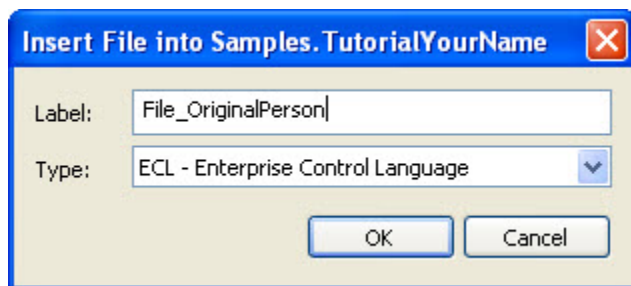 Insert File into Samples.TutorialYourName
Label: File_OriginalPerson
Type: ECL - Enterprise Control Language
OK Cancel